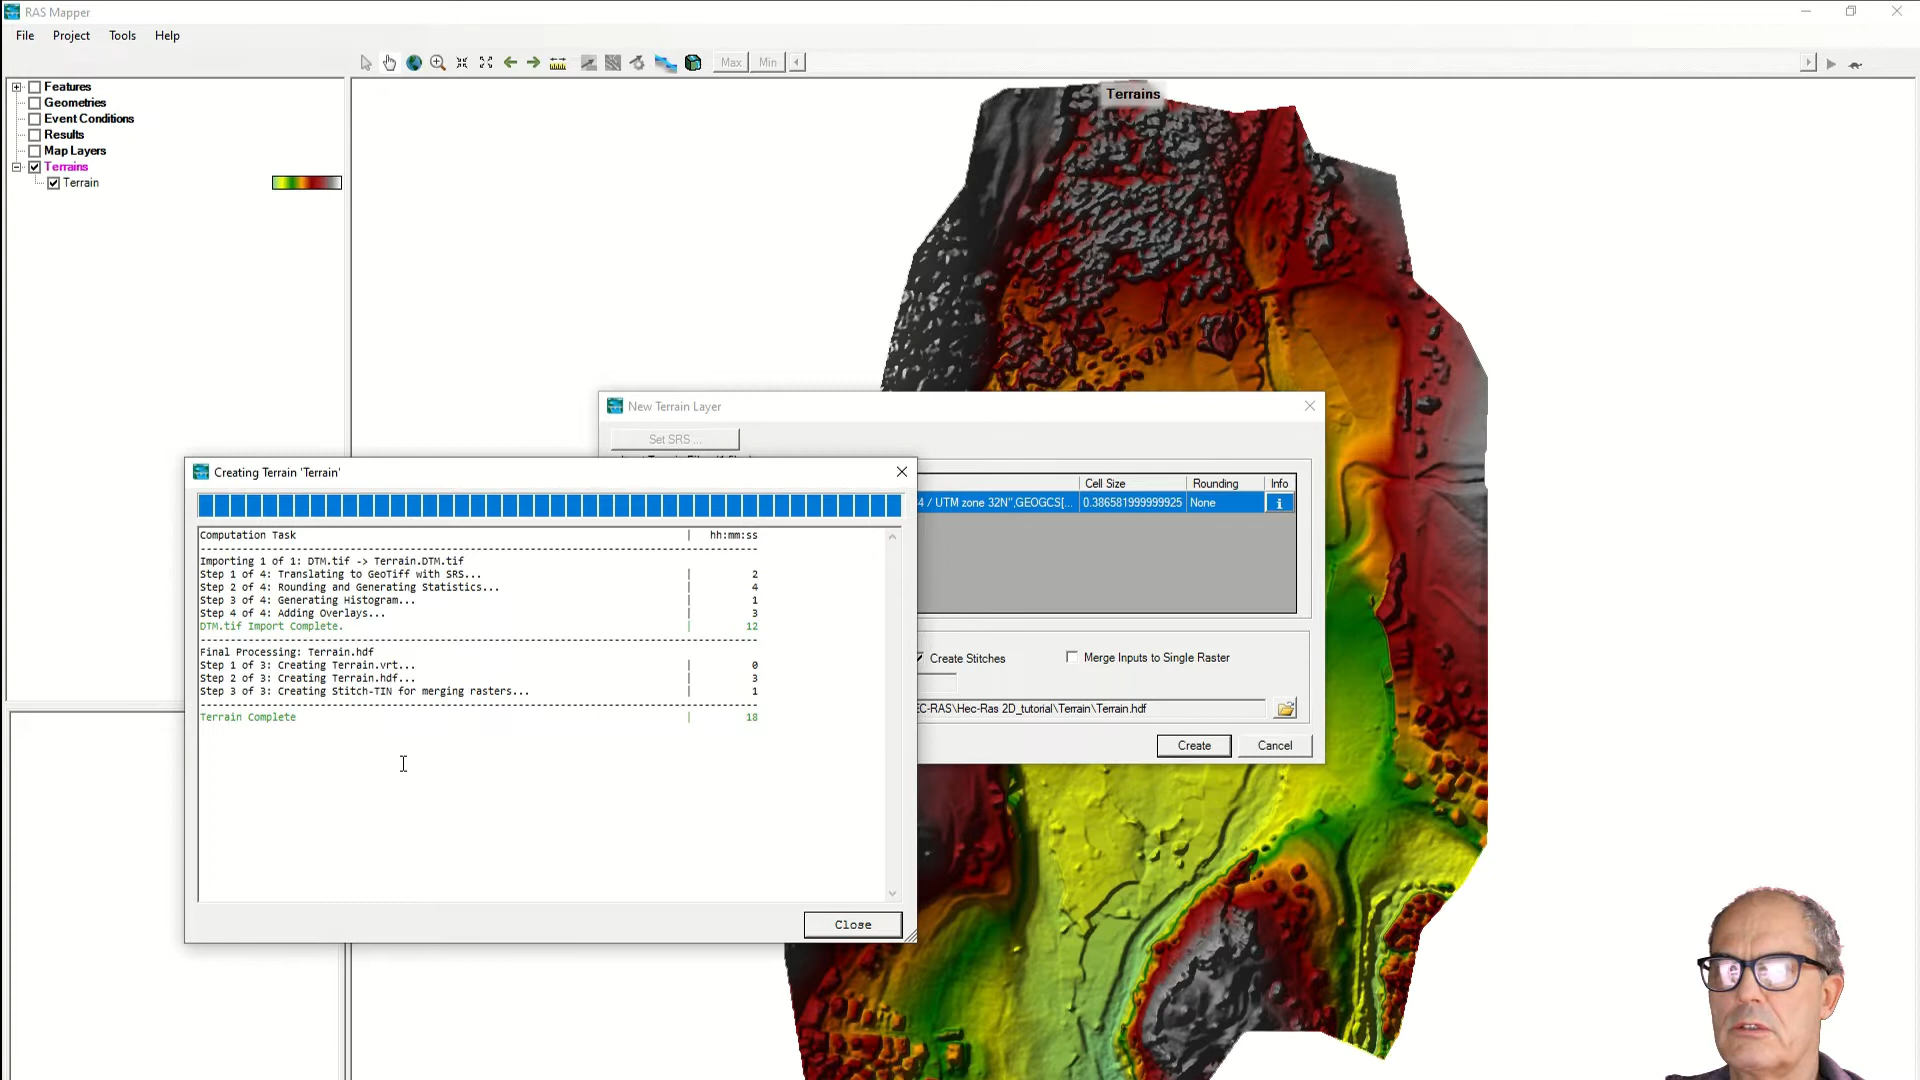 RAS Mapper
File Project Tools Help
Max Min
Features
Geometries
Event Conditions
Results
Map Layers
Terrains
Terrain
Terrains
New Terrain Layer
Set SRS ...
Cell Size Rounding Info
4 / UTM zone 32N",GEOGCS[... 0.386581999999925 None i
Create Stitches Merge Inputs to Single Raster
EC-RAS\Hec-Ras 2D_tutorial\Terrain\Terrain.hdf
Create Cancel
Creating Terrain 'Terrain'
Computation Task | hh:mm:ss
Importing 1 of 1: DTM.tif -> Terrain.DTM.tif
Step 1 of 4: Translating to GeoTiff with SRS... | 2
Step 2 of 4: Rounding and Generating Statistics... | 4
Step 3 of 4: Generating Histogram... | 1
Step 4 of 4: Adding Overlays... | 3
DTM.tif Import Complete. | 12
Final Processing: Terrain.hdf
Step 1 of 3: Creating Terrain.vrt... | 0
Step 2 of 3: Creating Terrain.hdf... | 3
Step 3 of 3: Creating Stitch-TIN for merging rasters... | 1
Terrain Complete | 18
Close